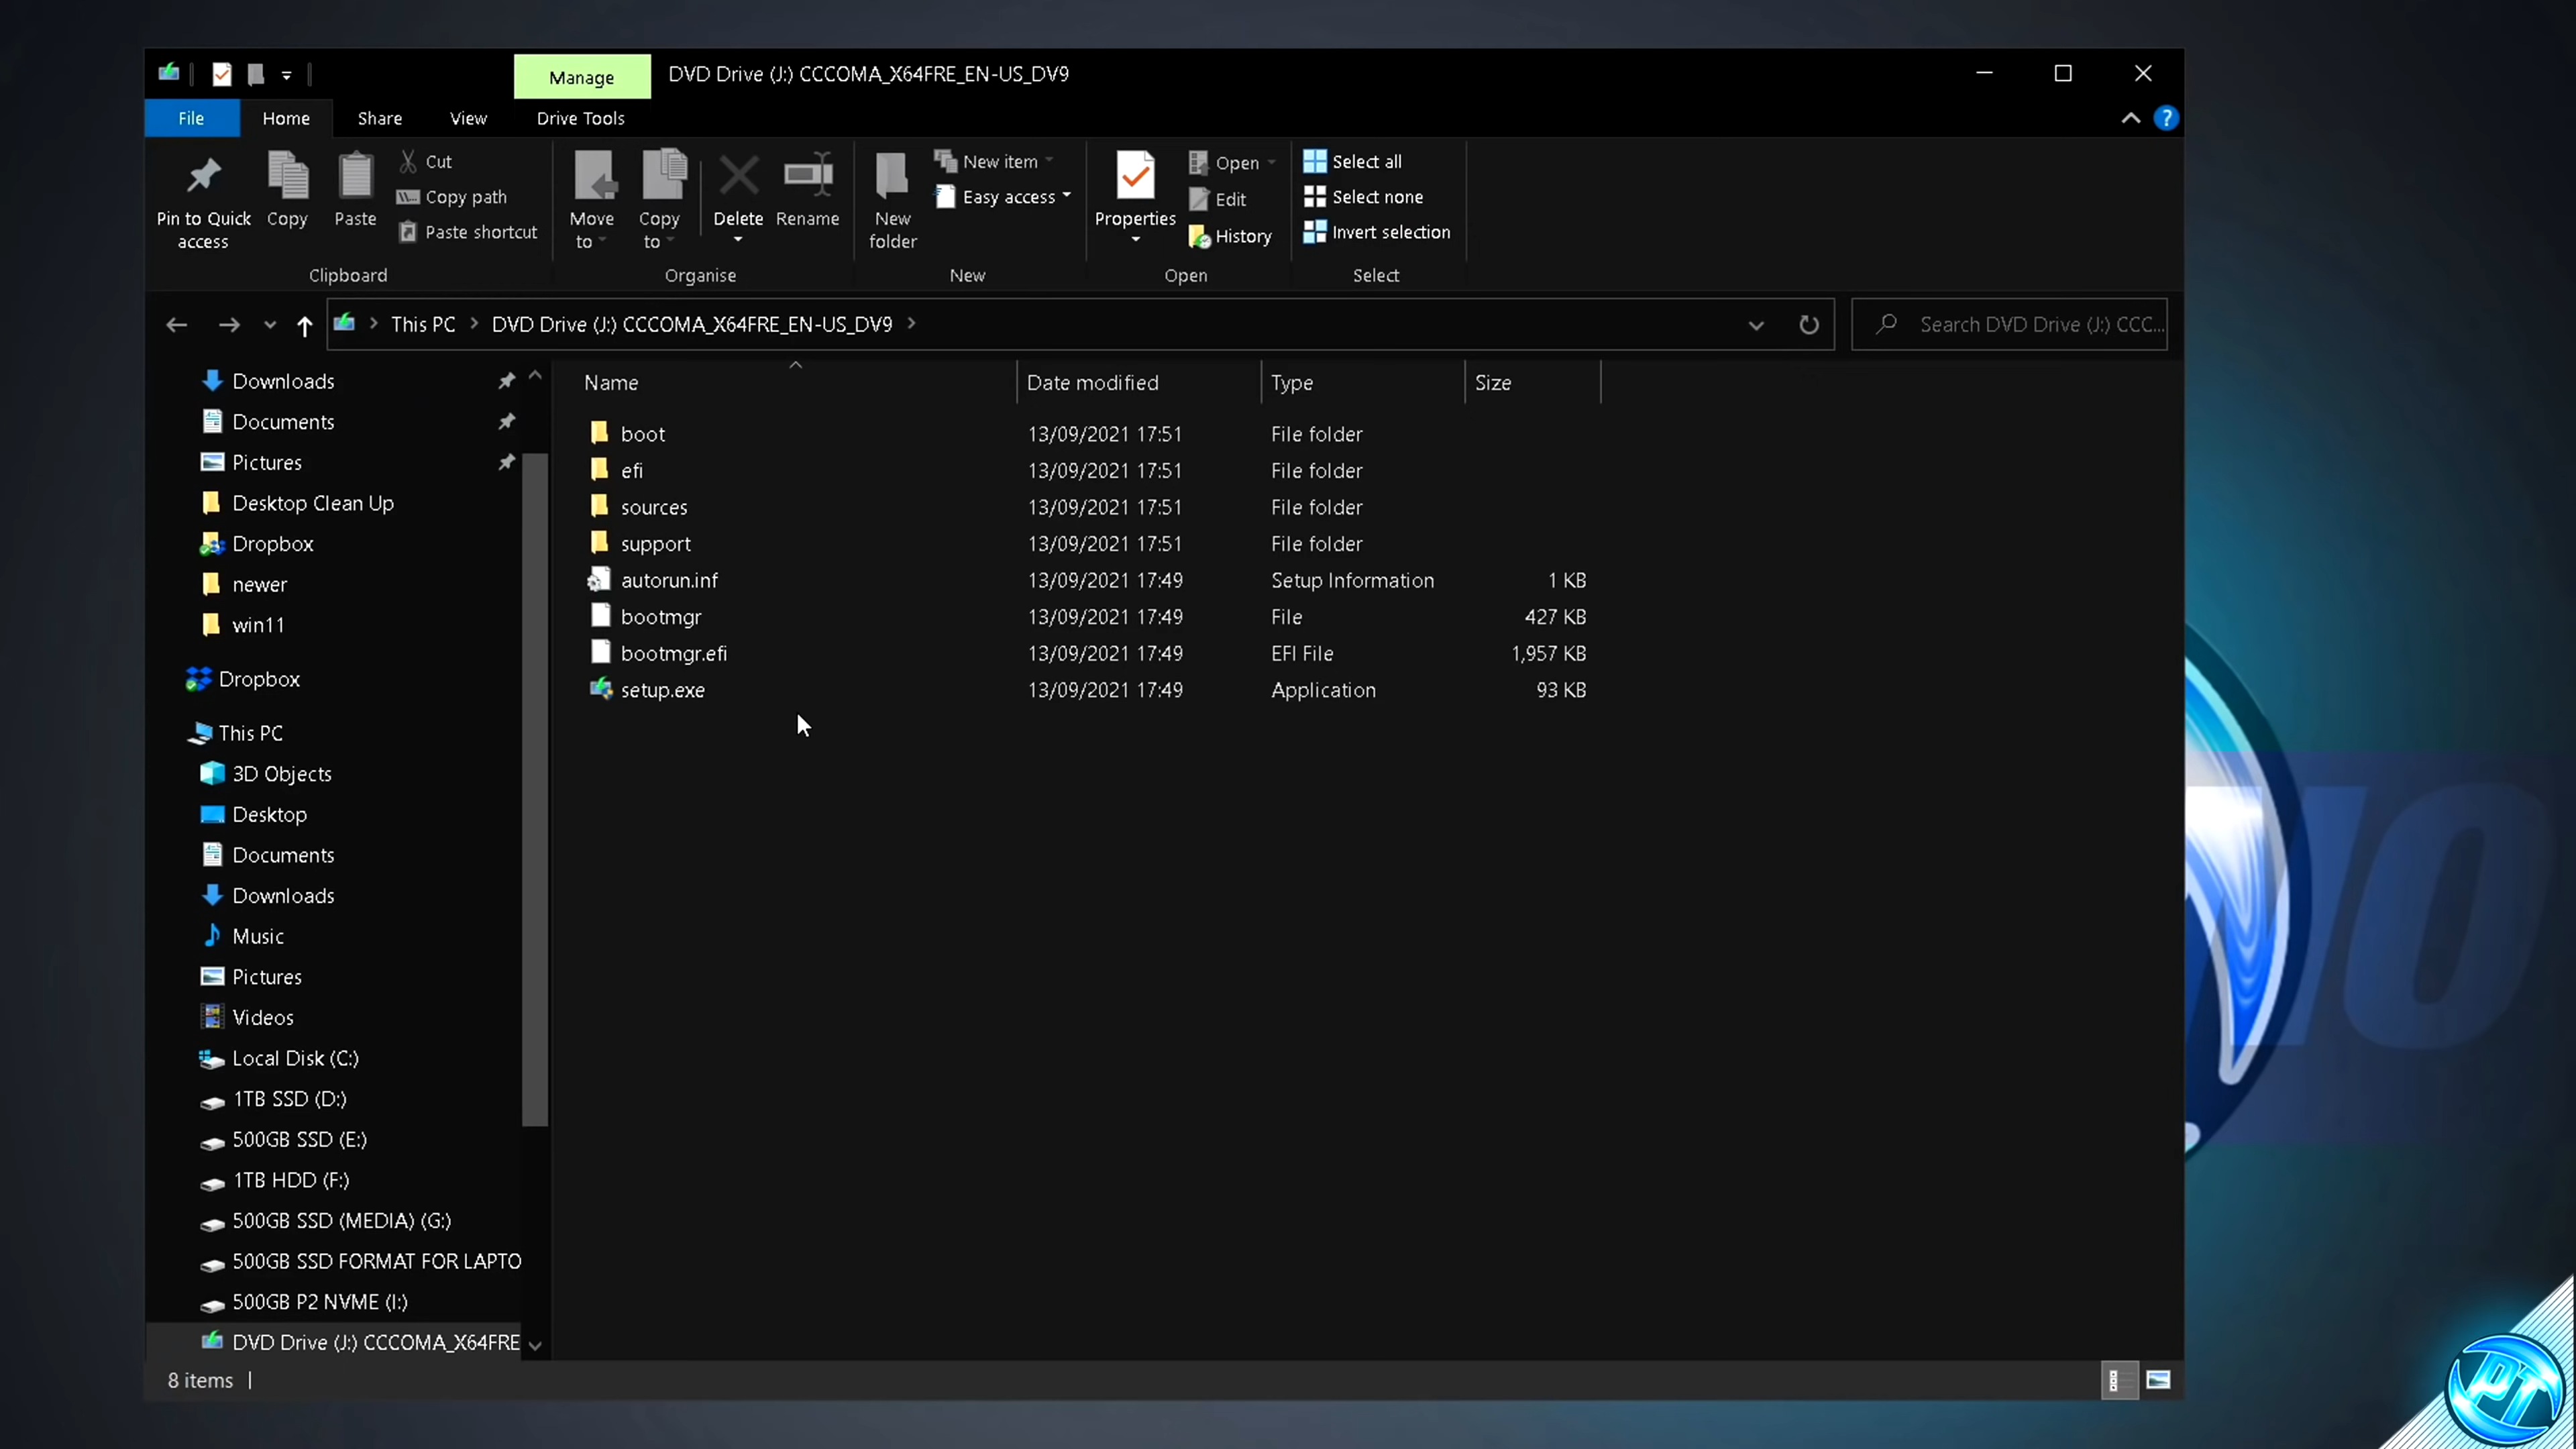 Manage DVD Drive (J:) CCCOMA_X64FRE_EN-US_DV9
File Home Share View Drive Tools ?
Pin to Quick access
Copy
Paste
Cut
Copy path
Paste shortcut
Move to
Copy to
Delete
Rename
New folder
New item
Easy access
Properties
Open
Edit
History
Select all
Select none
Invert selection
Clipboard Organise New Open Select
This PC DVD Drive (J:) CCCOMA_X64FRE_EN-US_DV9
Search DVD Drive (J:) CCC...
Downloads
Documents
Pictures
Desktop Clean Up
Dropbox
newer
win11
Dropbox
This PC
3D Objects
Desktop
Documents
Downloads
Music
Pictures
Videos
Local Disk (C:)
1TB SSD (D:)
500GB SSD (E:)
1TB HDD (F:)
500GB SSD (MEDIA) (G:)
500GB SSD FORMAT FOR LAPTO
500GB P2 NVME (I:)
DVD Drive (J:) CCCOMA_X64FRE
Name Date modified Type Size
boot 13/09/2021 17:51 File folder
efi 13/09/2021 17:51 File folder
sources 13/09/2021 17:51 File folder
support 13/09/2021 17:51 File folder
autorun.inf 13/09/2021 17:49 Setup Information 1 KB
bootmgr 13/09/2021 17:49 File 427 KB
bootmgr.efi 13/09/2021 17:49 EFI File 1,957 KB
setup.exe 13/09/2021 17:49 Application 93 KB
8 items
PT